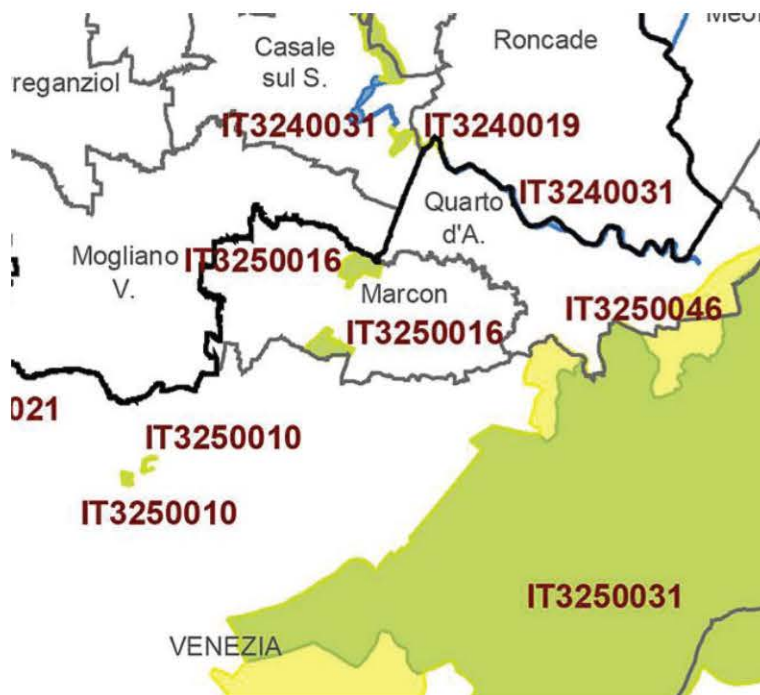 Casale
sul S.
Roncade
reganziol
IT3240031
IT3240019
IT3240031
Quarto
d'A.
Mogliano
V.
IT3250016
Marcon
IT3250046
IT3250016
021
IT3250010
IT3250010
IT3250031
VENEZIA